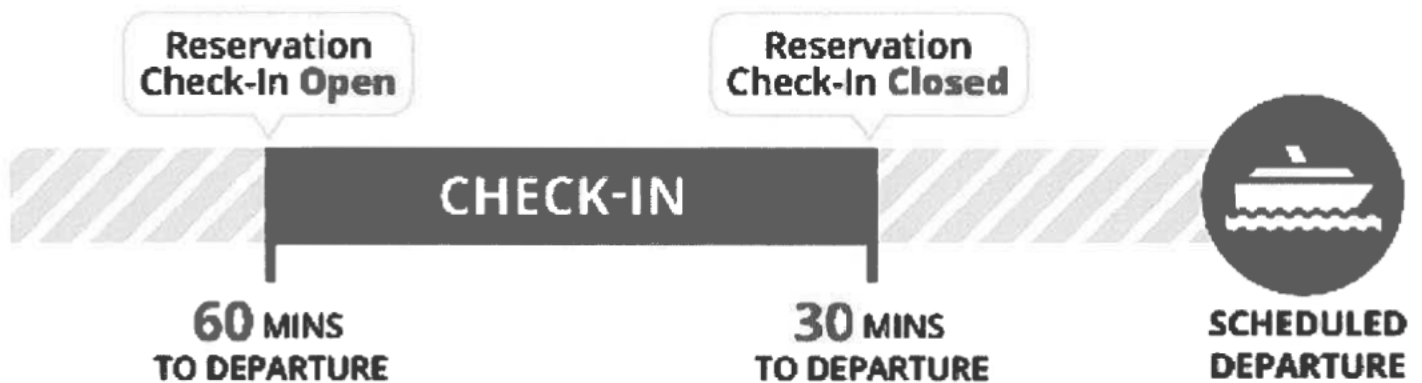 Reservation
Check-In Open
Reservation
Check-In Closed
CHECK-IN
60 MINS
TO DEPARTURE
30 MINS
TO DEPARTURE
SCHEDULED
DEPARTURE